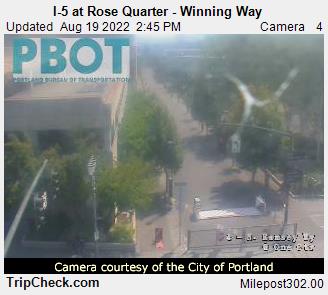 I-5 at Rose Quarter - Winning Way
Updated Aug 19 2022 2:45 PM Camera 4
PBOT
PORTLAND BUREAU OF TRANSPORTATION
Camera courtesy of the City of Portland
TripCheck.com Milepost302.00